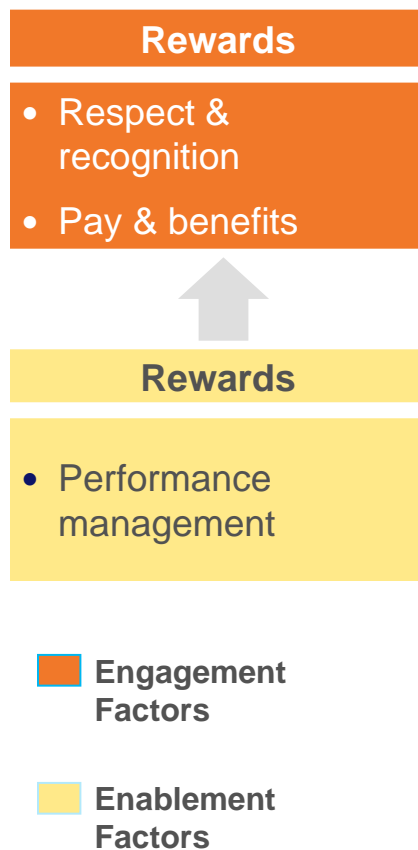 Rewards
• Respect &
recognition
• Pay & benefits
Rewards
• Performance
management
Engagement
Factors
Enablement
Factors